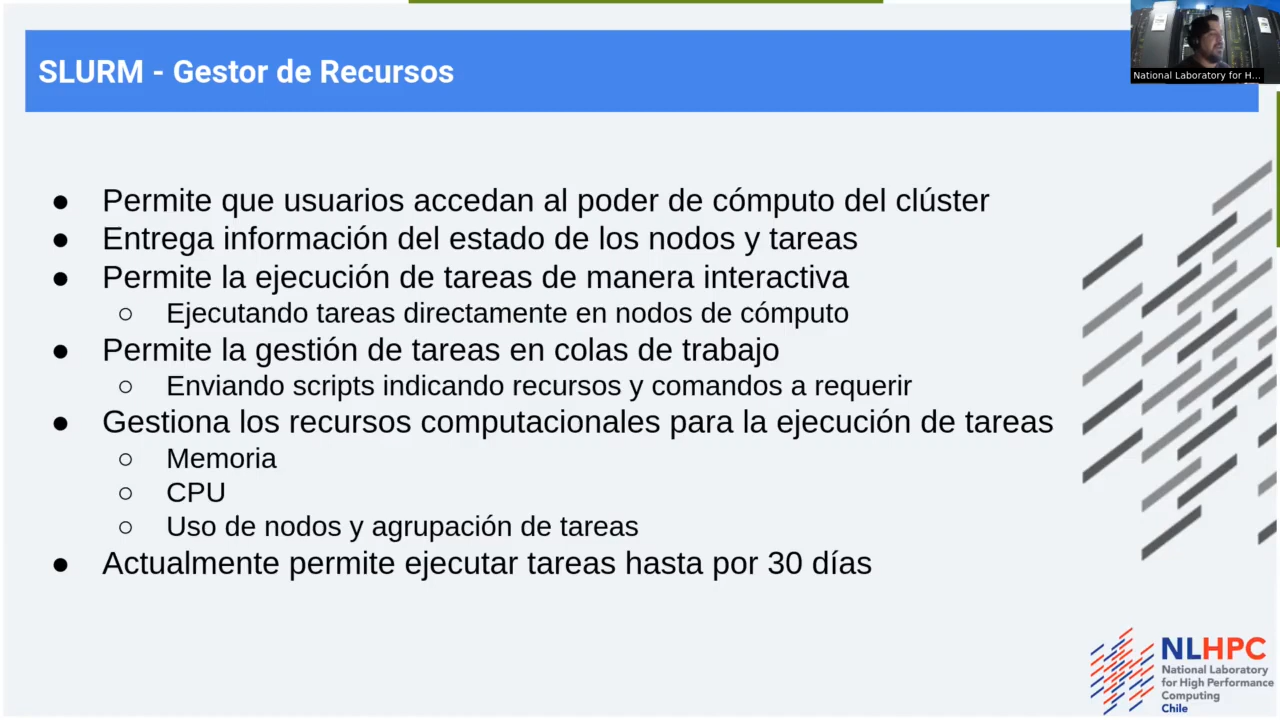 SLURM - Gestor de Recursos
National Laboratory for H...
● Permite que usuarios accedan al poder de cómputo del clúster
● Entrega información del estado de los nodos y tareas
● Permite la ejecución de tareas de manera interactiva
○ Ejecutando tareas directamente en nodos de cómputo
● Permite la gestión de tareas en colas de trabajo
○ Enviando scripts indicando recursos y comandos a requerir
● Gestiona los recursos computacionales para la ejecución de tareas
○ Memoria
○ CPU
○ Uso de nodos y agrupación de tareas
● Actualmente permite ejecutar tareas hasta por 30 días
NLHPC
National Laboratory
for High Performance
Computing
Chile